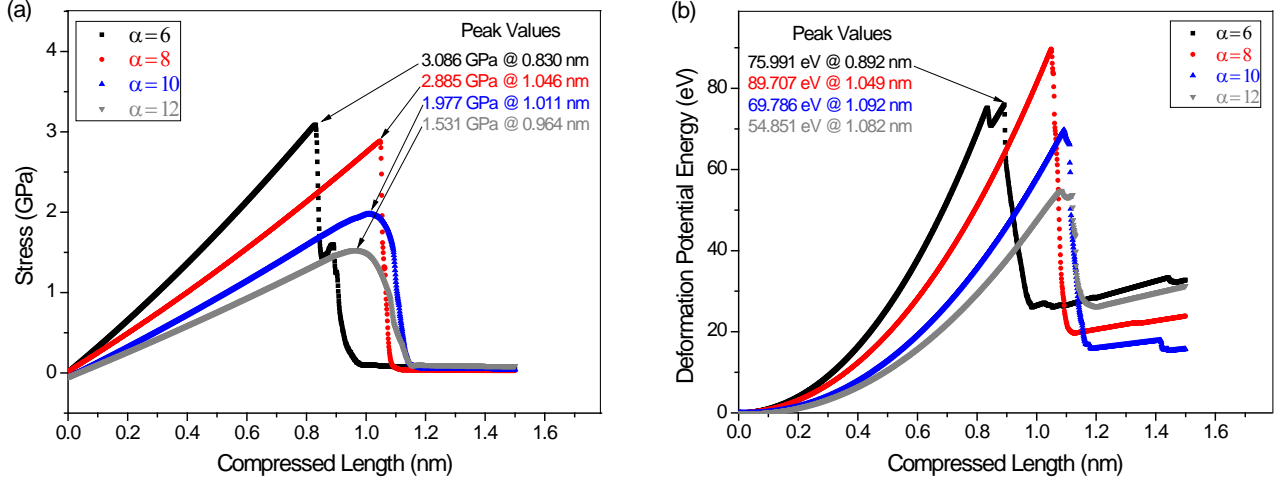 (a)
α=6
α=8
α=10
α=12
Peak Values
3.086 GPa @ 0.830 nm
2.885 GPa @ 1.046 nm
1.977 GPa @ 1.011 nm
1.531 GPa @ 0.964 nm
4
3
2
1
0
Stress (GPa)
0.0 0.2 0.4 0.6 0.8 1.0 1.2 1.4 1.6
Compressed Length (nm)
(b)
Peak Values
75.991 eV @ 0.892 nm
89.707 eV @ 1.049 nm
69.786 eV @ 1.092 nm
54.851 eV @ 1.082 nm
α=6
α=8
α=10
α=12
80
60
40
20
0
Deformation Potential Energy (eV)
0.0 0.2 0.4 0.6 0.8 1.0 1.2 1.4 1.6
Compressed Length (nm)